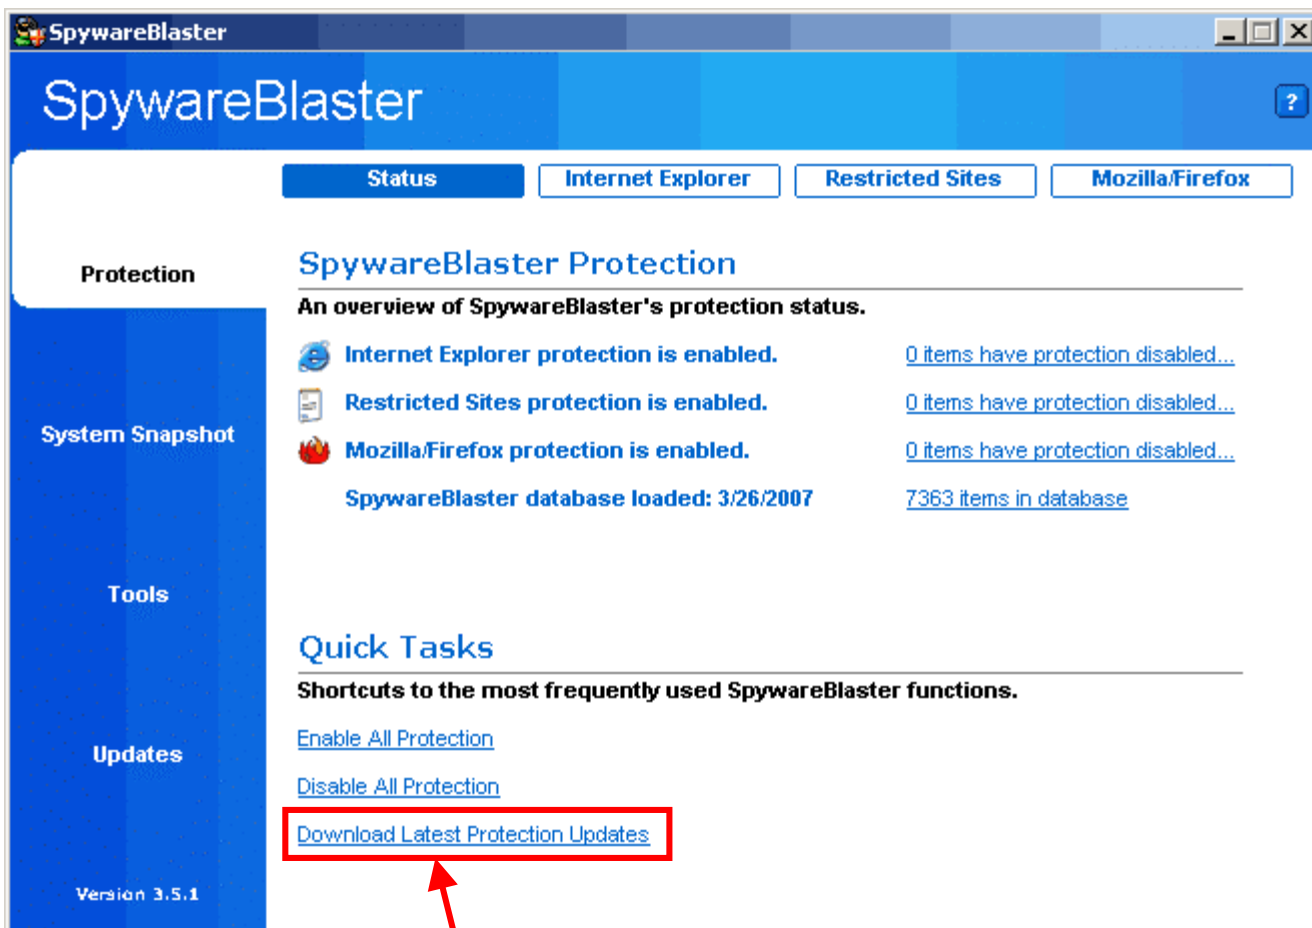 SpywareBlaster
SpywareBlaster
?
Status Internet Explorer Restricted Sites Mozilla/Firefox
Protection
System Snapshot
Tools
Updates
Version 3.5.1
SpywareBlaster Protection
An overview of SpywareBlaster's protection status.
Internet Explorer protection is enabled. 0 items have protection disabled...
Restricted Sites protection is enabled. 0 items have protection disabled...
Mozilla/Firefox protection is enabled. 0 items have protection disabled...
SpywareBlaster database loaded: 3/26/2007 7363 items in database
Quick Tasks
Shortcuts to the most frequently used SpywareBlaster functions.
Enable All Protection
Disable All Protection
Download Latest Protection Updates